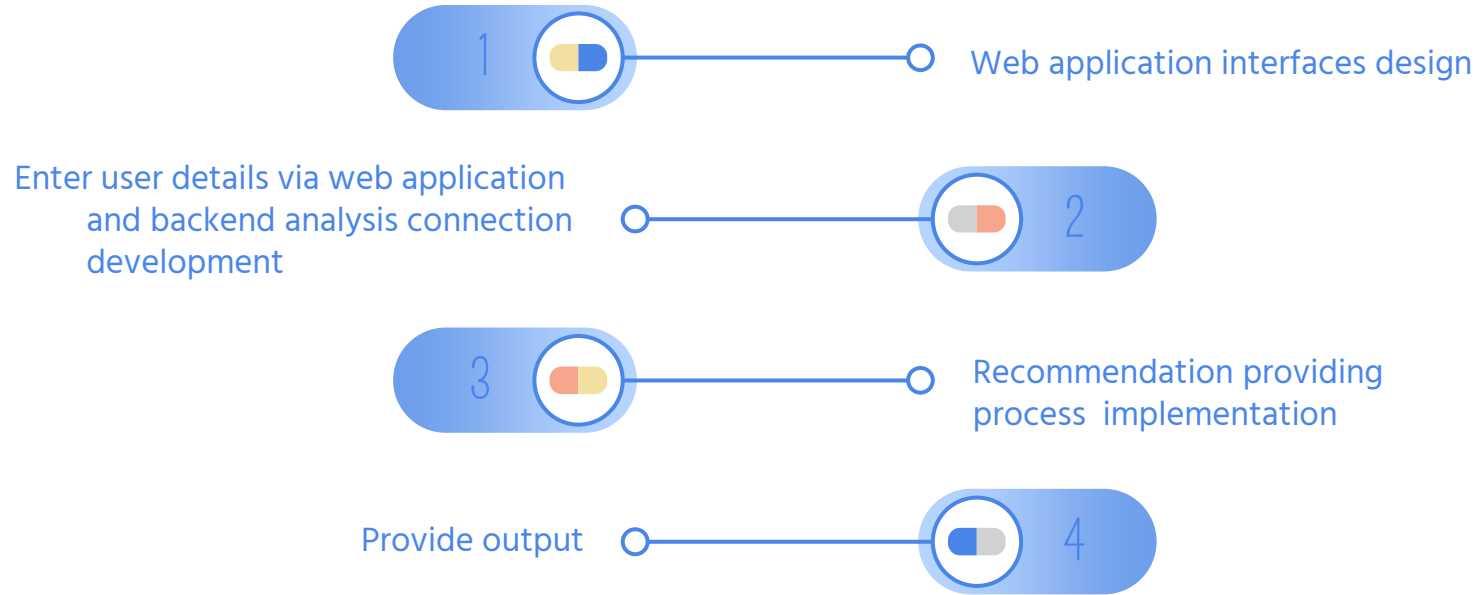 1
Web application interfaces design
Enter user details via web application
and backend analysis connection
development
2
3
Recommendation providing
process  implementation
Provide output
4